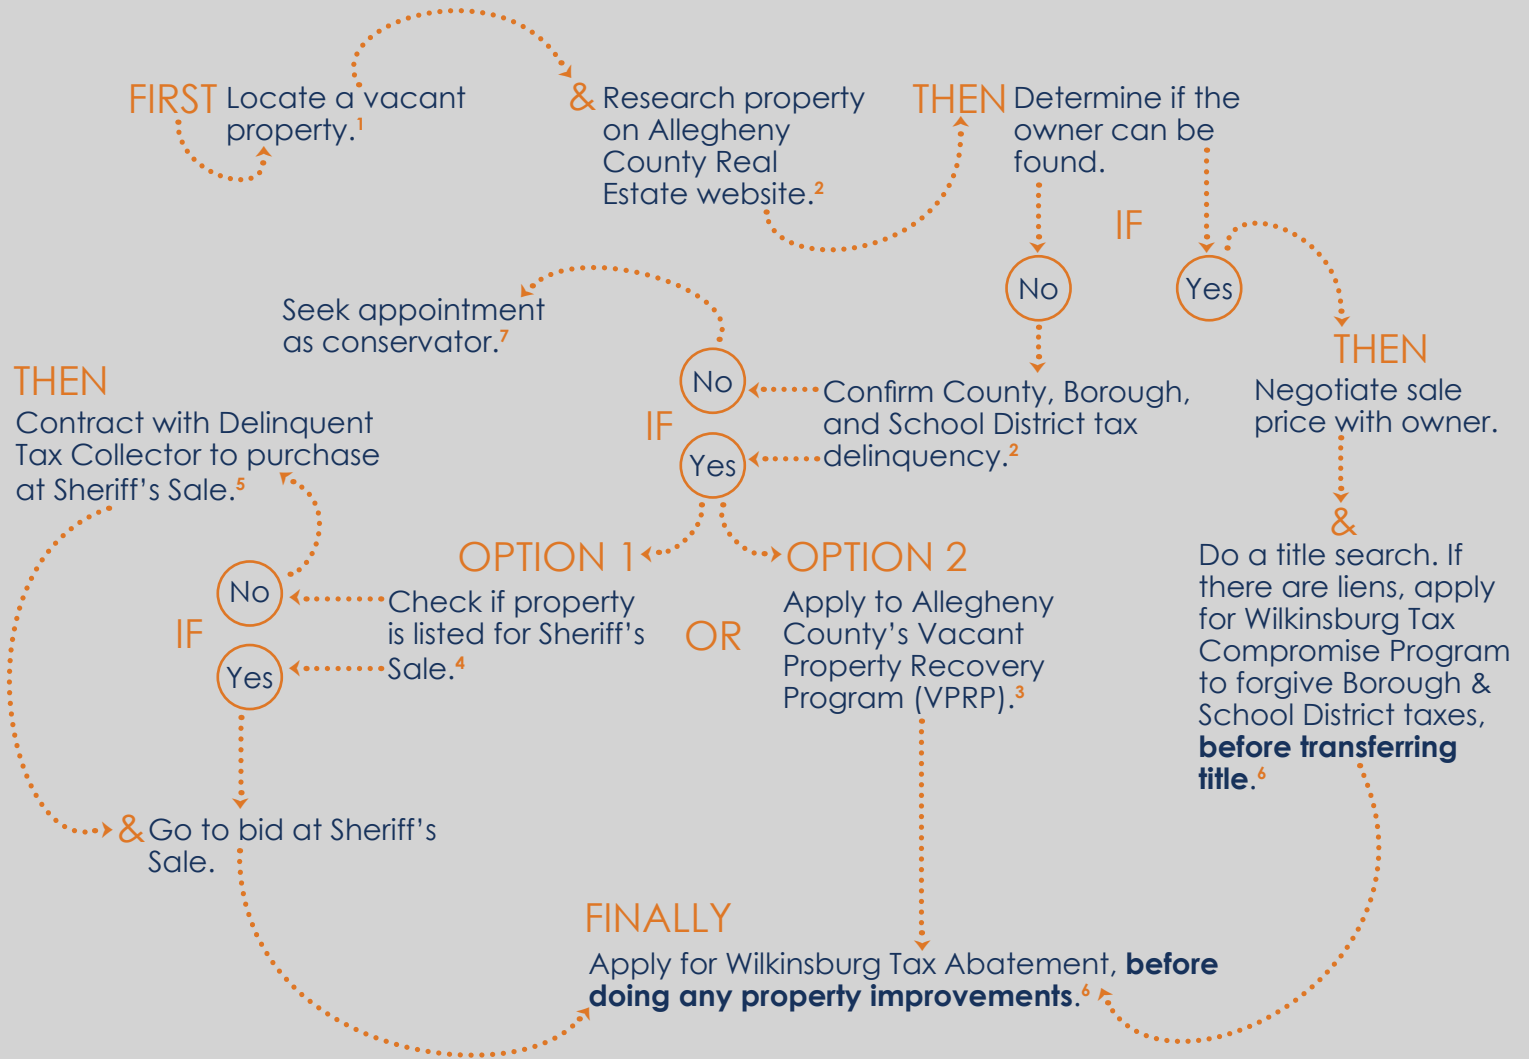 FIRST Locate a vacant
property.1
& Research property
on Allegheny
County Real
Estate website.2
THEN Determine if the
owner can be
found.
IF
No
Yes
THEN
Negotiate sale
price with owner.
&
Do a title search. If
there are liens, apply
for Wilkinsburg Tax
Compromise Program
to forgive Borough &
School District taxes,
before transferring
title.6
Confirm County, Borough,
and School District tax
delinquency.2
No
IF
Yes
Seek appointment
as conservator.7
OPTION 1
Check if property
is listed for Sheriff's
Sale.4
OR
OPTION 2
Apply to Allegheny
County's Vacant
Property Recovery
Program (VPRP).3
No
IF
Yes
THEN
Contract with Delinquent
Tax Collector to purchase
at Sheriff's Sale.5
& Go to bid at Sheriff's
Sale.
FINALLY
Apply for Wilkinsburg Tax Abatement, before
doing any property improvements.6